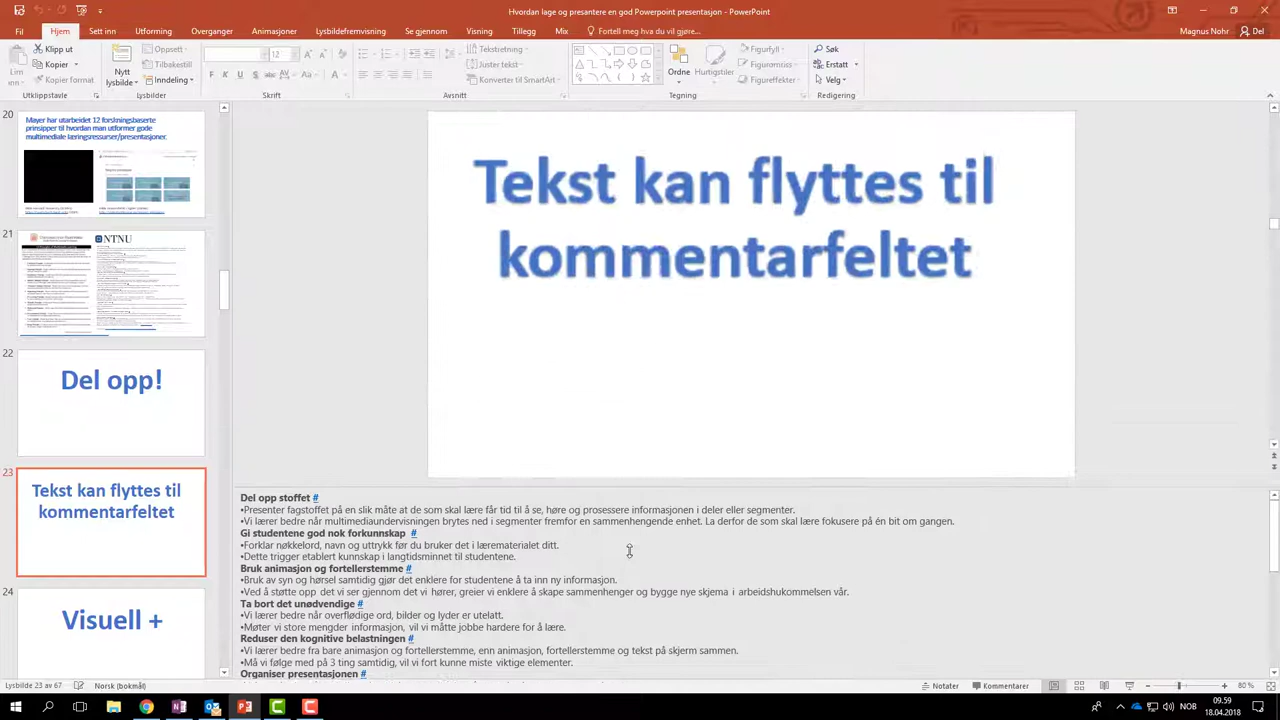 Hvordan lage og presantere en god Powerpoint presentasjon - PowerPoint
Fil Hjem Sett inn Utforming Overganger Animasjoner Lysbildefremvisning Se gjennom Visning Tillegg Mix Fortell meg hva du vil gjøre... Magnus Nohr Del
Lim inn
Klipp ut
Kopier
Kopier format
Utklippstavle
Nytt lysbilde
Oppsett
Tilbakestill
Inndeling
Lysbilder
12
F K U S abc AV Aa A
Skrift
Tekstretning
Juster tekst
Konverter til SmartArt
Avsnitt
Ordne
Hurtigstiler
Figurfyll
Figuromriss
Figureffekter
Tegning
Søk
Erstatt
Velg
Redigering
20
Mayer har utarbeidet 12 forskningsbaserte
prinsipper til hvordan man utformer gode
multimediale læringsressurser/presentasjoner.
21
NTNU
22
Del opp!
23
Tekst kan flyttes til
kommentarfeltet
24
Visuell +
Tekst kan flyttes til
kommentarfeltet
Del opp stoffet #
•Presenter fagstoffet på en slik måte at de som skal lære får tid til å se, høre og prosessere informasjonen i deler eller segmenter.
•Vi lærer bedre når multimediaundervisningen brytes ned i segmenter fremfor en sammenhengende enhet. La derfor de som skal lære fokusere på én bit om gangen.
Gi studentene god nok forkunnskap #
•Forklar nøkkelord, navn og uttrykk før du bruker det i læremateriàlet ditt.
•Dette trigger etablert kunnskap i langtidsminnet til studentene.
Bruk animasjon og fortellerstemme #
•Bruk av syn og hørsel samtidig gjør det enklere for studentene å ta inn ny informasjon.
•Ved å støtte opp det vi ser gjennom det vi hører, greier vi enklere å skape sammenhenger og bygge nye skjema i arbeidshukommelsen vår.
Ta bort det unødvendige #
•Vi lærer bedre når overflødige ord, bilder og lyder er utelatt.
•Møter vi store mengder informasjon, vil vi måtte jobbe hardere for å lære.
Reduser den kognitive belastningen #
•Vi lærer bedre fra bare animasjon og fortellerstemme, enn animasjon, fortellerstemme og tekst på skjerm sammen.
•Må vi følge med på 3 ting samtidig, vil vi fort kunne miste viktige elementer.
Organiser presentasjonen #
Lysbilde 23 av 67 Norsk (bokmål) Notater Kommentarer 80 %
NOB
09.59
18.04.2018